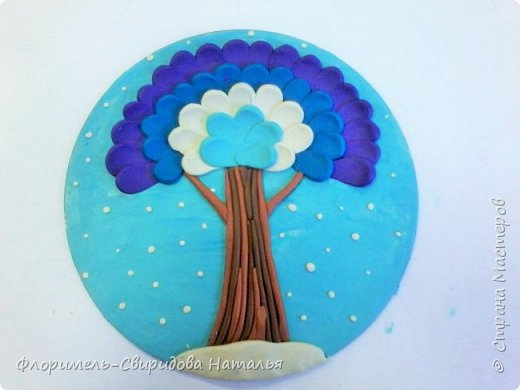 © Страна Мастеров
Флоримель-Свиридова Наталья